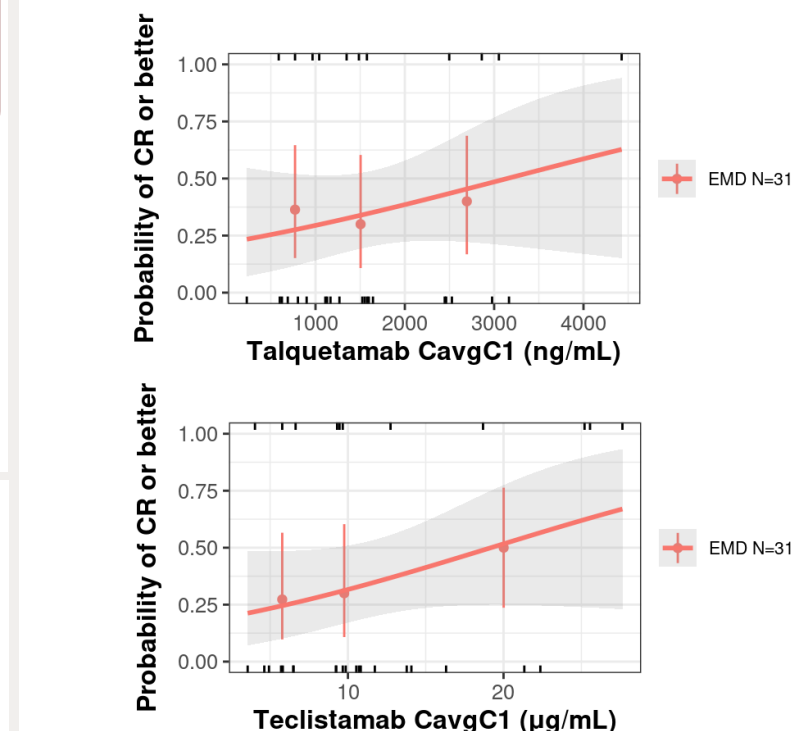 Probability of CR or better
1.00
0.75
0.50
0.25
0.00
1000 2000 3000 4000
Talquetamab CavgC1 (ng/mL)
EMD N=31
Probability of CR or better
1.00
0.75
0.50
0.25
0.00
10 20
Teclistamab CavgC1 (µg/mL)
EMD N=31